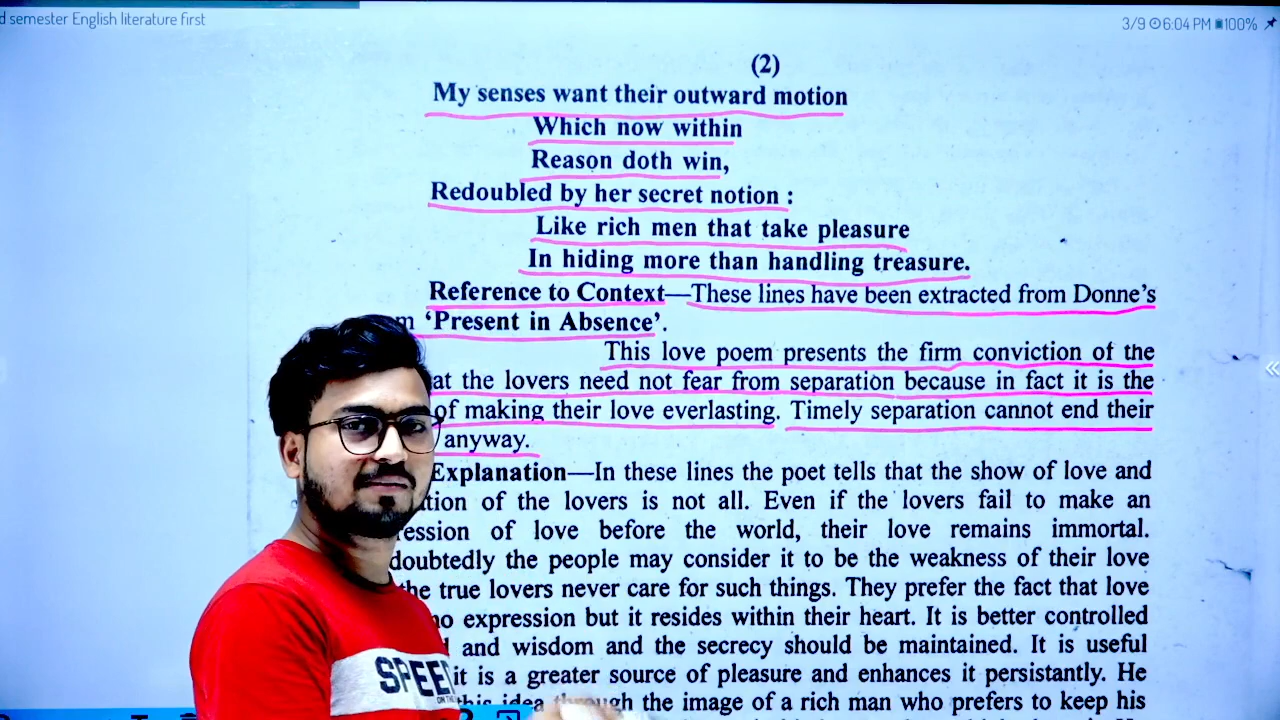 d semester English literature first
3/9 6:04 PM 100%
(2)
My senses want their outward motion
Which now within
Reason doth win,
Redoubled by her secret notion :
Like rich men that take pleasure
In hiding more than handling treasure.
Reference to Context—These lines have been extracted from Donne's
m 'Present in Absence'.
This love poem presents the firm conviction of the
at the lovers need not fear from separation because in fact it is the
of making their love everlasting. Timely separation cannot end their
anyway.
Explanation—In these lines the poet tells that the show of love and
tion of the lovers is not all. Even if the lovers fail to make an
ression of love before the world, their love remains immortal.
doubtedly the people may consider it to be the weakness of their love
the true lovers never care for such things. They prefer the fact that love
no expression but it resides within their heart. It is better controlled
and wisdom and the secrecy should be maintained. It is useful
it is a greater source of pleasure and enhances it persistently. He
this idea through the image of a rich man who prefers to keep his
SPEE
ON THE